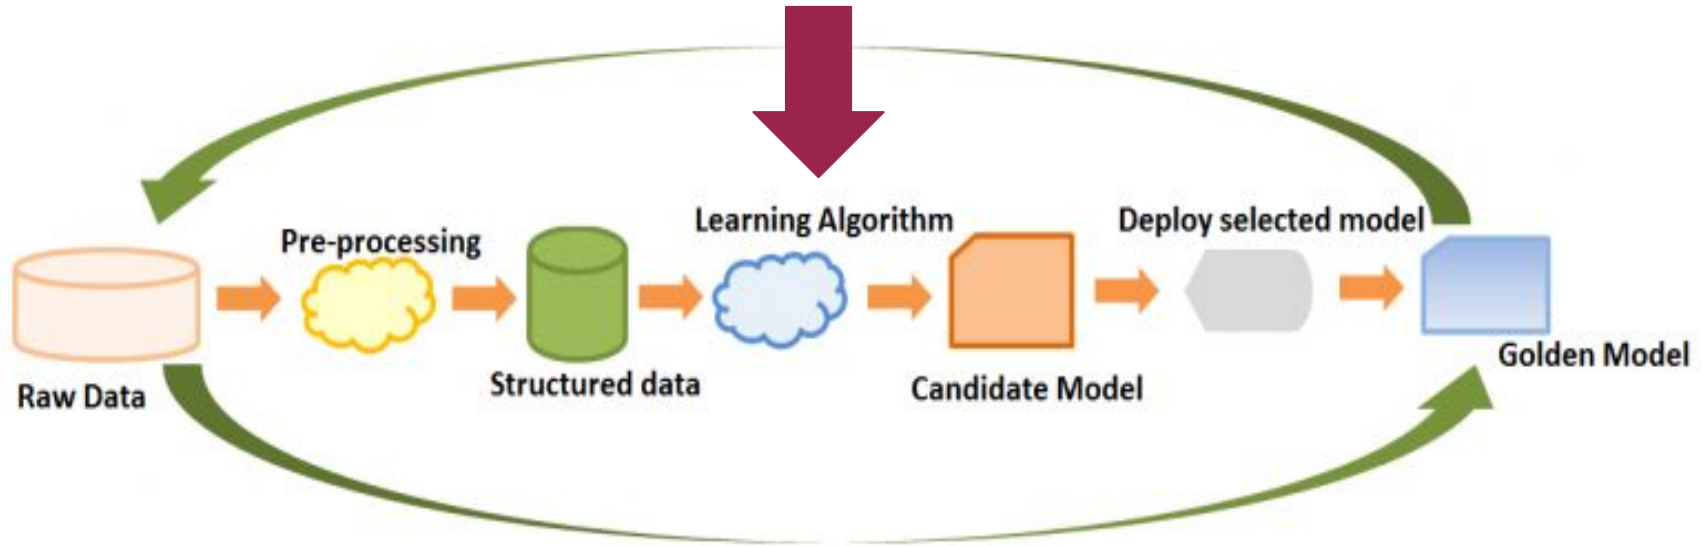 Raw Data
Pre-processing
Structured data
Learning Algorithm
Candidate Model
Deploy selected model
Golden Model